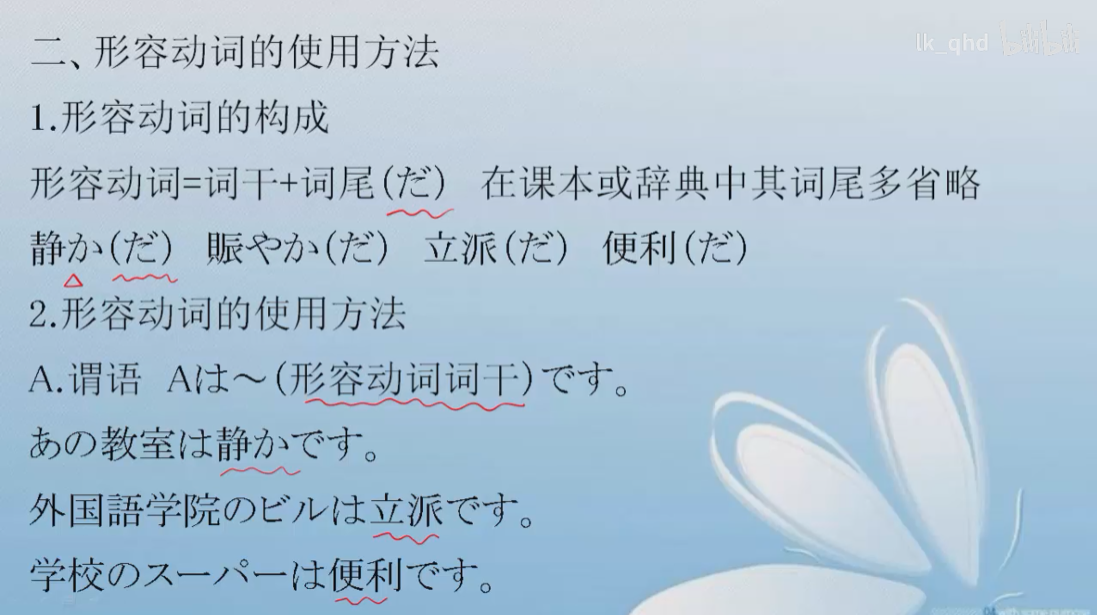 二、形容动词的使用方法
lk_qhd bilibili
1.形容动词的构成
形容动词=词干+词尾(だ)  在课本或辞典中其词尾多省略
静か(だ)  賑やか(だ)  立派(だ)  便利(だ)
2.形容动词的使用方法
A.谓语  Aは～(形容动词词干)です。
あの教室は静かです。
外国語学院のビルは立派です。
学校のスーパーは便利です。